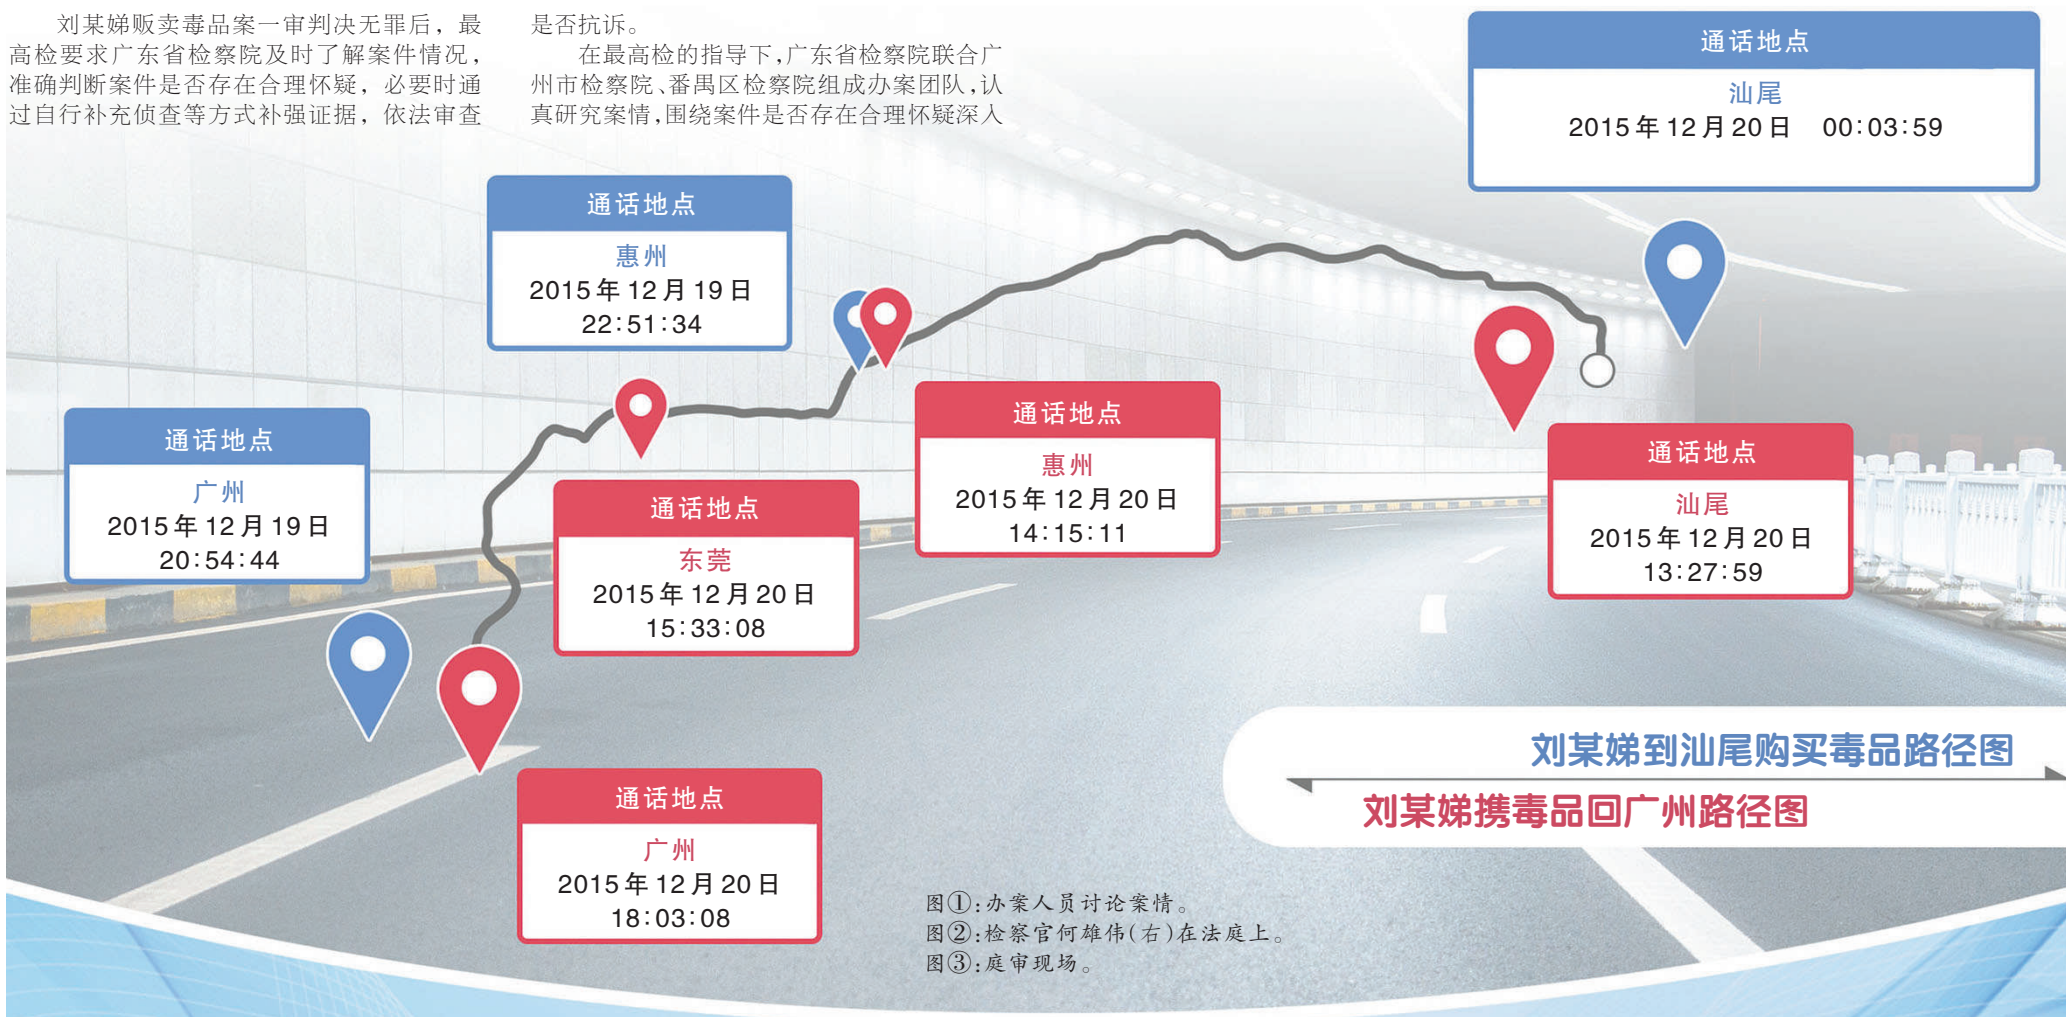 刘某娣贩卖毒品案一审判决无罪后，最
高检要求广东省检察院及时了解案件情况，
准确判断案件是否存在合理怀疑，必要时通
过自行补充侦查等方式补强证据，依法审查
是否抗诉。
在最高检的指导下，广东省检察院联合广
州市检察院、番禺区检察院组成办案团队，认
真研究案情，围绕案件是否存在合理怀疑深入
通话地点
汕尾
2015年12月20日 00:03:59
通话地点
惠州
2015年12月19日
22:51:34
通话地点
广州
2015年12月19日
20:54:44
通话地点
东莞
2015年12月20日
15:33:08
通话地点
惠州
2015年12月20日
14:15:11
通话地点
汕尾
2015年12月20日
13:27:59
通话地点
广州
2015年12月20日
18:03:08
刘某娣到汕尾购买毒品路径图
刘某娣携毒品回广州路径图
图①:办案人员讨论案情。
图②:检察官何雄伟(右)在法庭上。
图③:庭审现场。